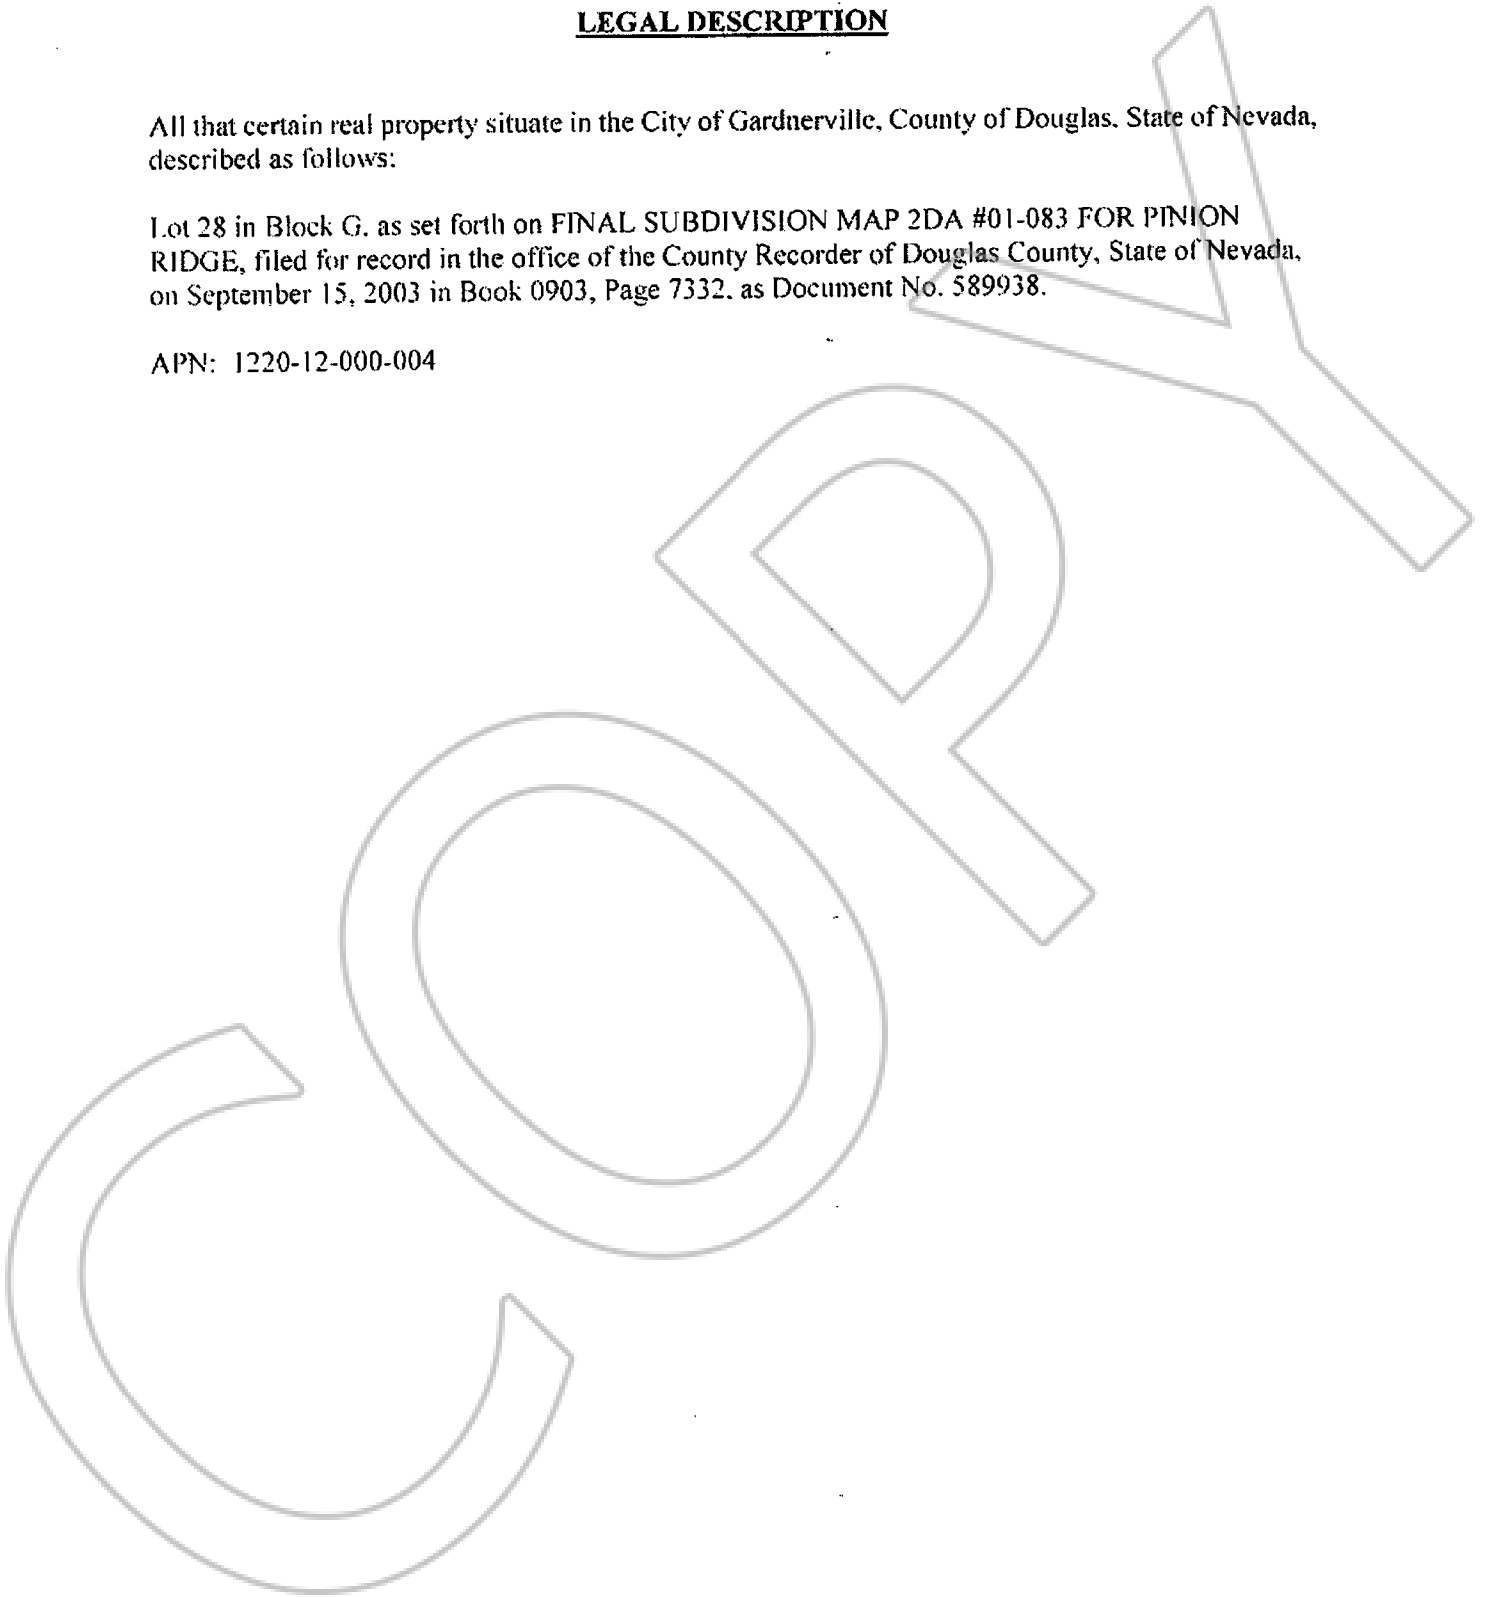 LEGAL DESCRIPTION
All that certain real property situate in the City of Gardnerville, County of Douglas, State of Nevada,
described as follows:
Lot 28 in Block G, as set forth on FINAL SUBDIVISION MAP 2DA #01-083 FOR PINION
RIDGE, filed for record in the office of the County Recorder of Douglas County, State of Nevada,
on September 15, 2003 in Book 0903, Page 7332, as Document No. 589938.
APN: 1220-12-000-004
COPY